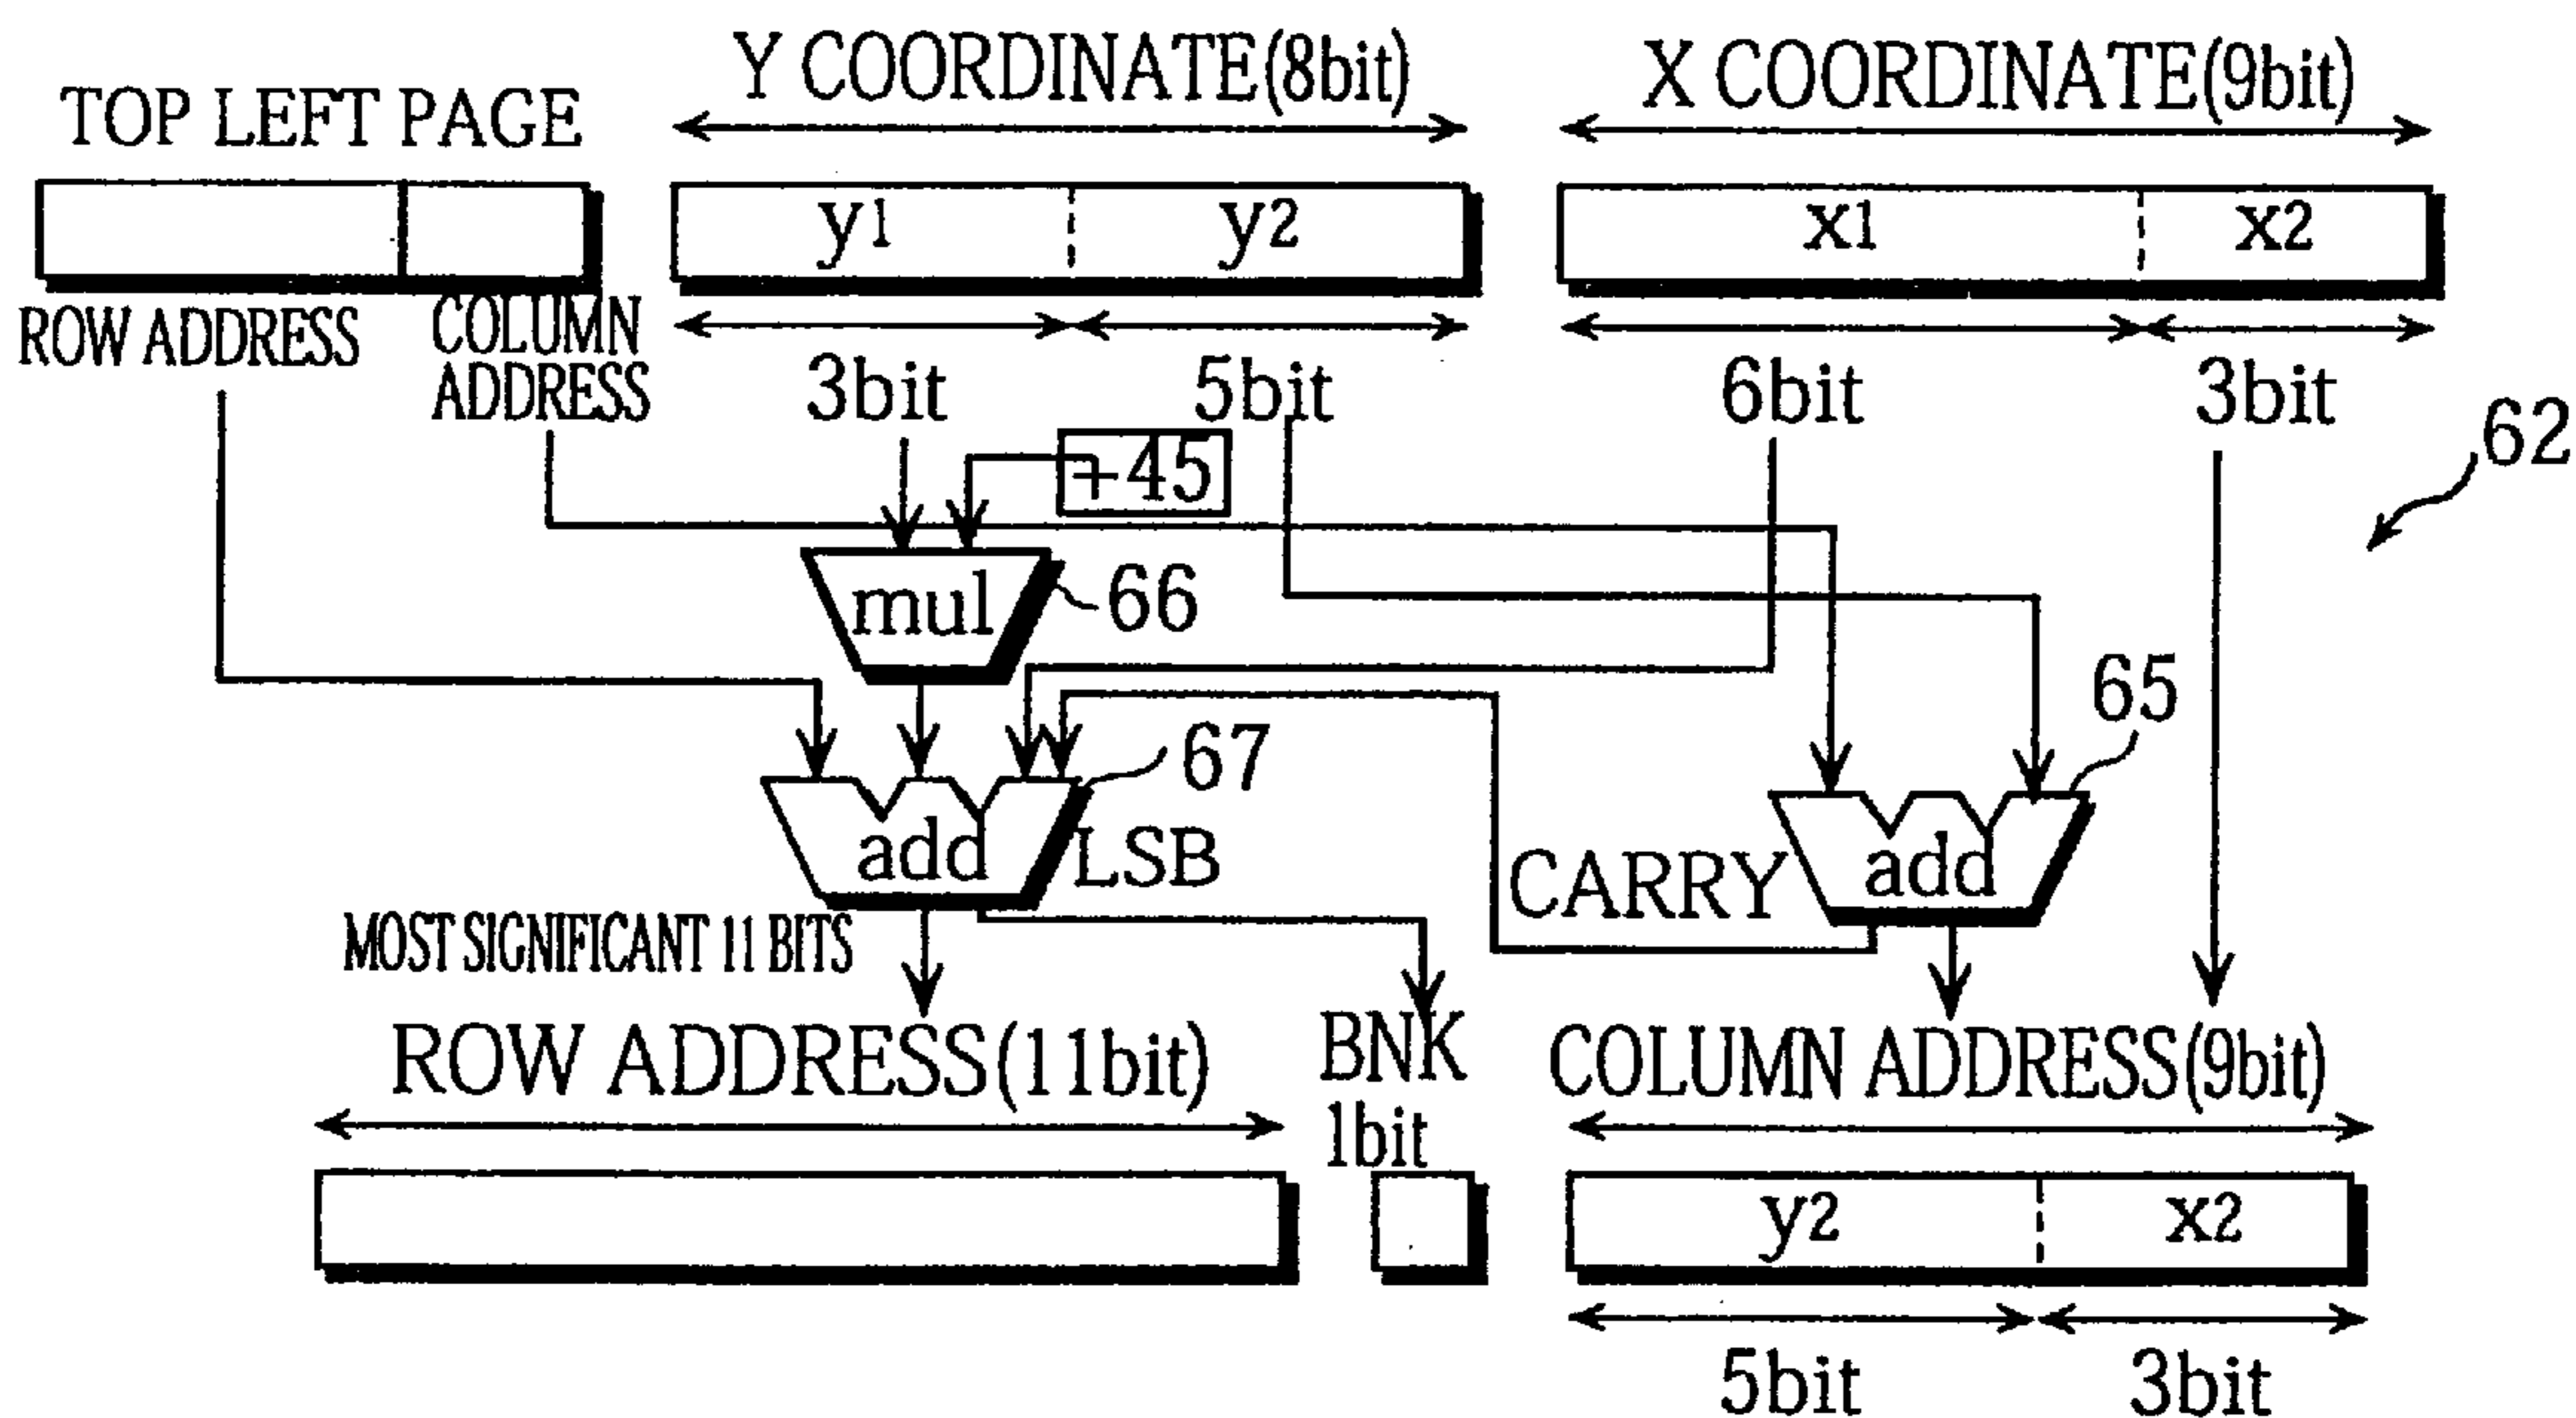 Y COORDINATE(8bit)
X COORDINATE(9bit)
TOP LEFT PAGE
y1
y2
x1
x2
ROW ADDRESS
COLUMN
ADDRESS
3bit
5bit
6bit
3bit
+45
62
mul
66
65
67
add
LSB
CARRY
add
MOST SIGNIFICANT 11 BITS
ROW ADDRESS(11bit)
BNK
1bit
COLUMN ADDRESS(9bit)
y2
x2
5bit
3bit